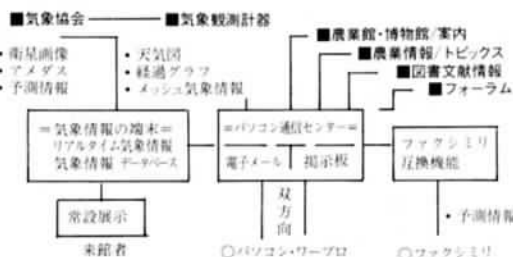 ■気象協会 ■気象観測計器
・衛星画像 ・天気図
・アメダス ・経過グラフ
・予測情報 ・メッシュ気象情報
■農業館・博物館/案内
■農業情報/トピックス
■図書文献情報
■フォーラム
=気象情報の端末=
リアルタイム気象情報
気象情報 データベース
=パソコン通信センター=
電子メール 掲示板
ファクシミリ
互換機能
常設展示
来館者
双方向
・予測情報
○パソコン・ワープロ
○ファクシミリ